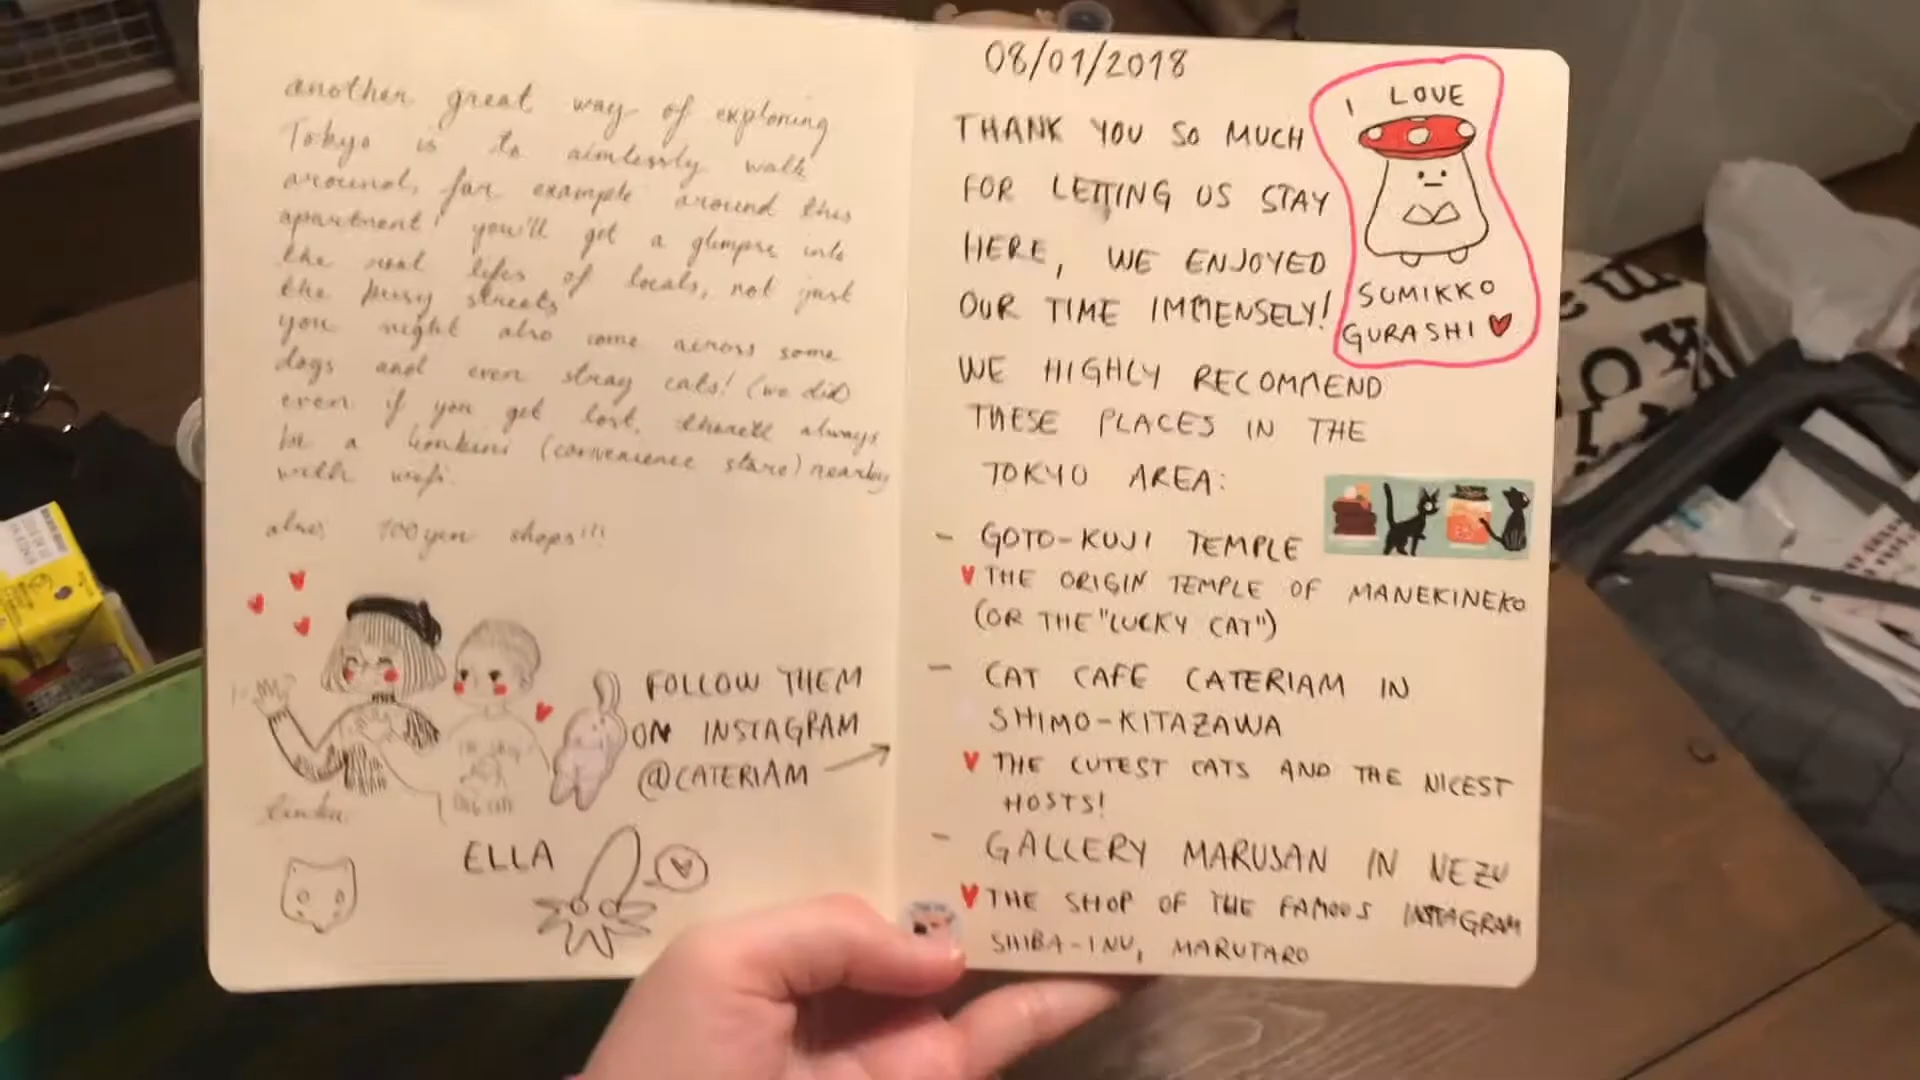 another great way of exploring
Tokyo is to aimlessly walk
around, for example around this
apartment! you'll get a glimpse into
the real lifes of locals, not just
the busy streets
you might also come across some
dogs and even stray cats! (we did)
even if you get lost, there'll always
be a konbini (convenience store) nearby
with wifi.
also 100yen shops!!!
FOLLOW THEM
ON INSTAGRAM
@CATERIAM
ELLA
08/01/2018
THANK YOU SO MUCH
FOR LETTING US STAY
HERE, WE ENJOYED
OUR TIME IMMENSELY!
I LOVE
SUMIKKO
GURASHI
WE HIGHLY RECOMMEND
THESE PLACES IN THE
TOKYO AREA:
- GOTO-KUJI TEMPLE
THE ORIGIN TEMPLE OF MANEKINEKO
(OR THE "LUCKY CAT")
- CAT CAFE CATERIAM IN
SHIMO-KITAZAWA
THE CUTEST CATS AND THE NICEST
HOSTS!
- GALLERY MARUSAN IN NEZU
THE SHOP OF THE FAMOUS INSTAGRAM
SHIBA-INU, MARUTARO